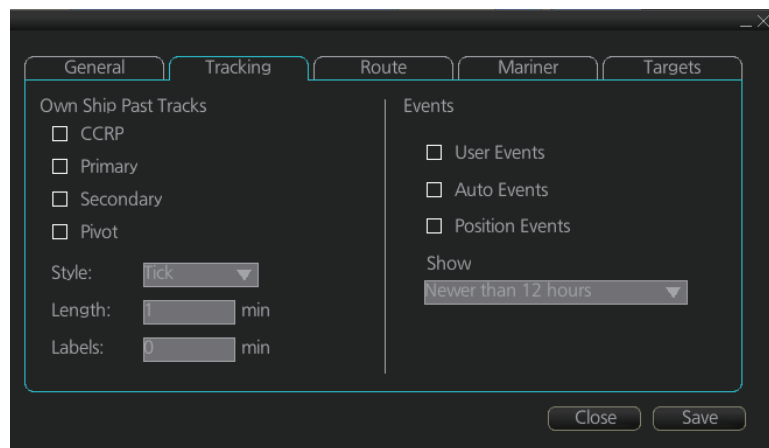 General Tracking Route Mariner Targets
Own Ship Past Tracks
CCRP
Primary
Secondary
Pivot
Style: Tick
Length: 1 min
Labels: 0 min
Events
User Events
Auto Events
Position Events
Show
Newer than 12 hours
Close Save